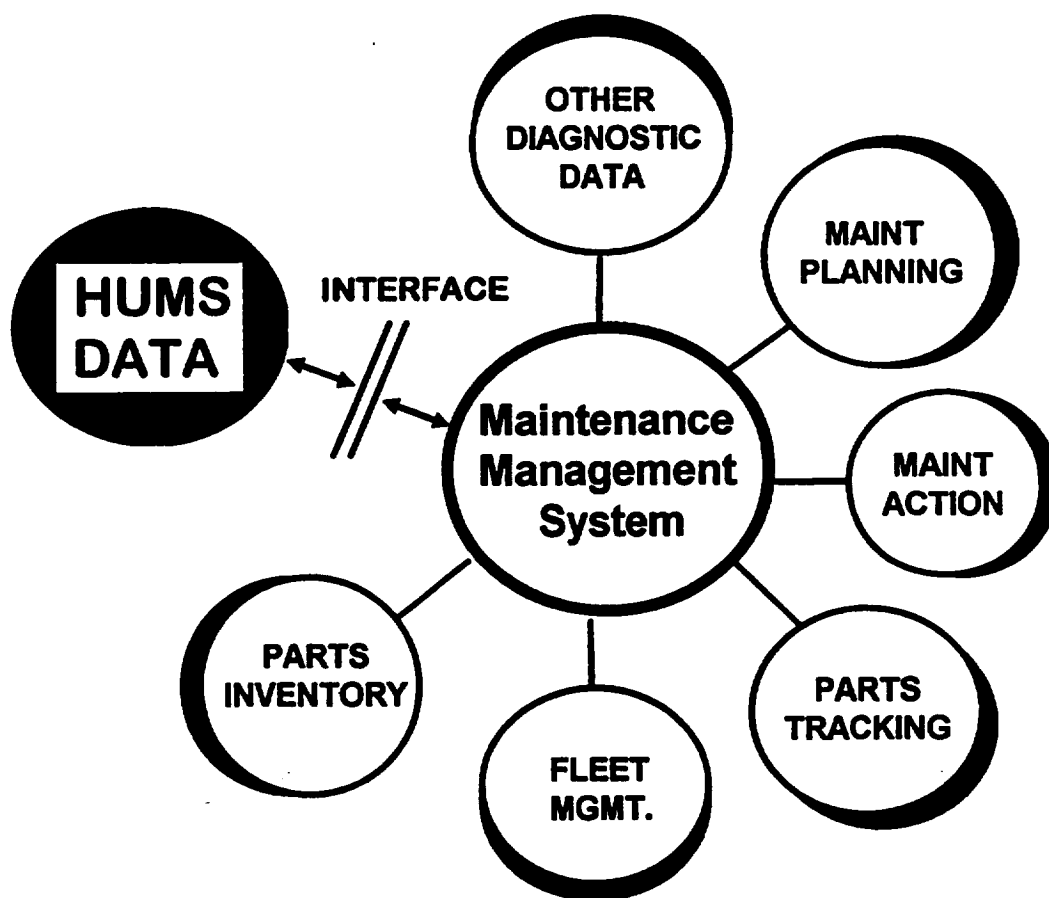 OTHER
DIAGNOSTIC
DATA
MAINT
PLANNING
HUMS
DATA
INTERFACE
Maintenance
Management
System
MAINT
ACTION
PARTS
INVENTORY
FLEET
MGMT.
PARTS
TRACKING